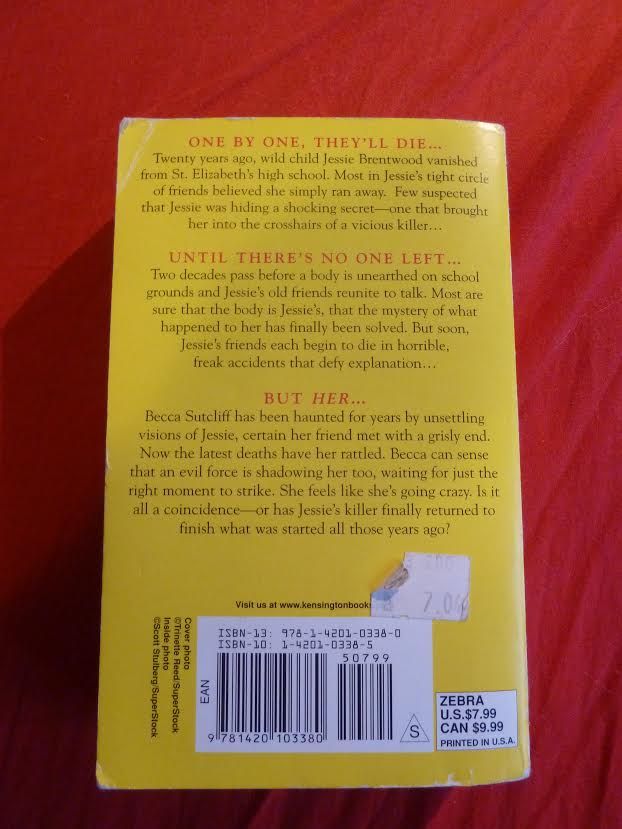 ONE BY ONE, THEY'LL DIE...
Twenty years ago, wild child Jessie Brentwood vanished
from St. Elizabeth's high school. Most in Jessie's tight circle
of friends believed she simply ran away. Few suspected
that Jessie was hiding a shocking secret—one that brought
her into the crosshairs of a vicious killer...
UNTIL THERE'S NO ONE LEFT...
Two decades pass before a body is unearthed on school
grounds and Jessie's old friends reunite to talk. Most are
sure that the body is Jessie's, that the mystery of what
happened to her has finally been solved. But soon,
Jessie's friends each begin to die in horrible,
freak accidents that defy explanation...
BUT HER...
Becca Sutcliff has been haunted for years by unsettling
visions of Jessie, certain her friend met with a grisly end.
Now the latest deaths have her rattled. Becca can sense
that an evil force is shadowing her too, waiting for just the
right moment to strike. She feels like she's going crazy. Is it
all a coincidence—or has Jessie's killer finally returned to
finish what was started all those years ago?
Visit us at www.kensingtonbooks
Cover photo
©Trinette Reed/SuperStock
Inside photo
©Scott Stulberg/SuperStock
ISBN-13: 978-1-4201-0338-0
ISBN-10: 1-4201-0338-5
50799
EAN
9 781420 103380
S
ZEBRA
U.S.$7.99
CAN $9.99
PRINTED IN U.S.A.